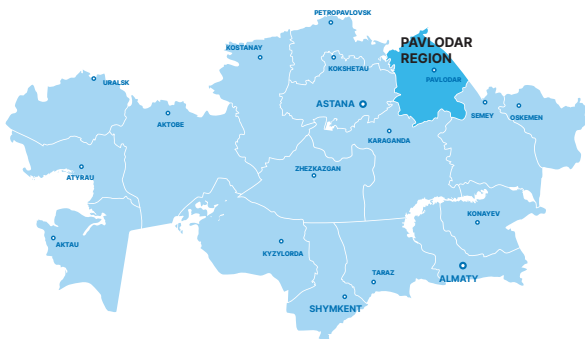 PETROPAVLOVSK
PAVLODAR
REGION
KOSTANAY
KOKSHETAU
PAVLODAR
URALSK
ASTANA
SEMEY
OSKEMEN
AKTOBE
KARAGANDA
ATYRAU
ZHEZKAZGAN
KONAYEV
AKTAU
KYZYLORDA
TARAZ
ALMATY
SHYMKENT